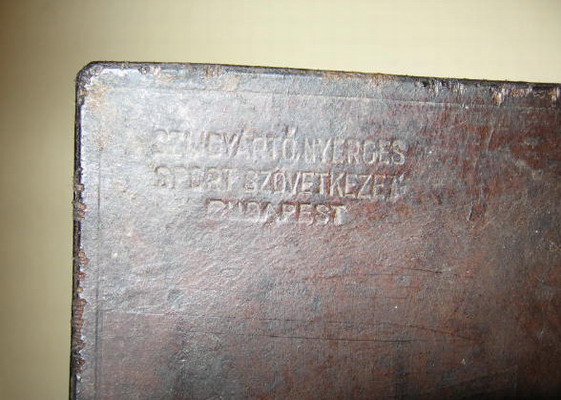 SZIJGYÁRTÓ, NYERGES
SPORT SZÖVETKEZET
BUDAPEST